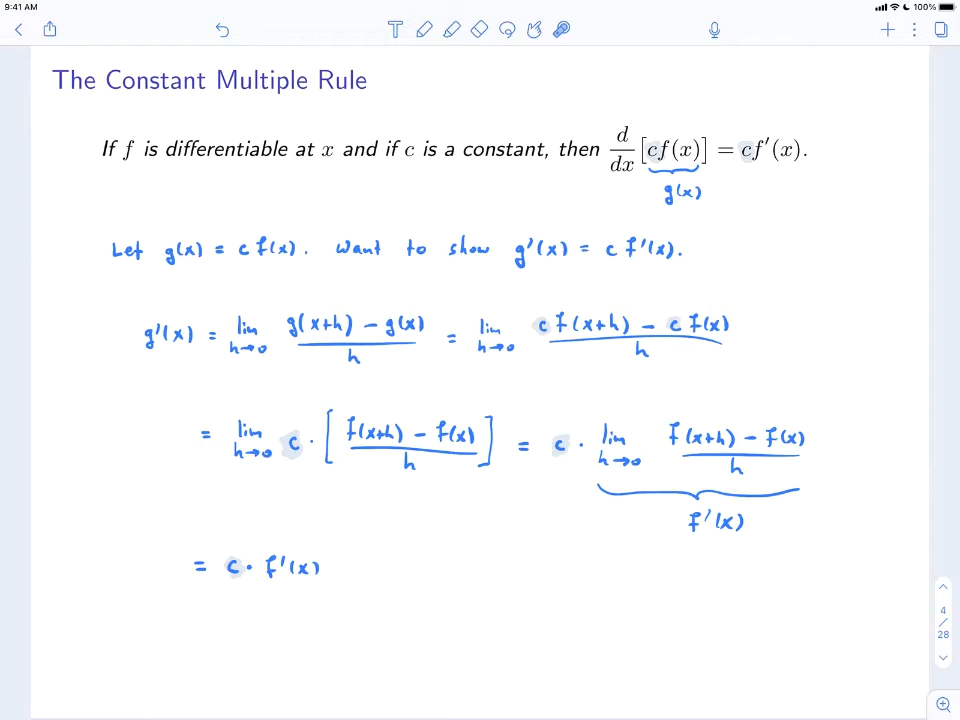 9:41 AM 100%
The Constant Multiple Rule
If f is differentiable at x and if c is a constant, then d/dx [cf(x)] = cf′(x).
g(x)
Let g(x) = c f(x). Want to show g'(x) = c f'(x).
g'(x) = lim h→0 g(x+h) – g(x) / h = lim h→0 c f(x+h) – c f(x) / h
= lim h→0 c · [ f(x+h) – f(x) / h ] = c · lim h→0 f(x+h) – f(x) / h
f'(x)
= c · f'(x)
4
/
28